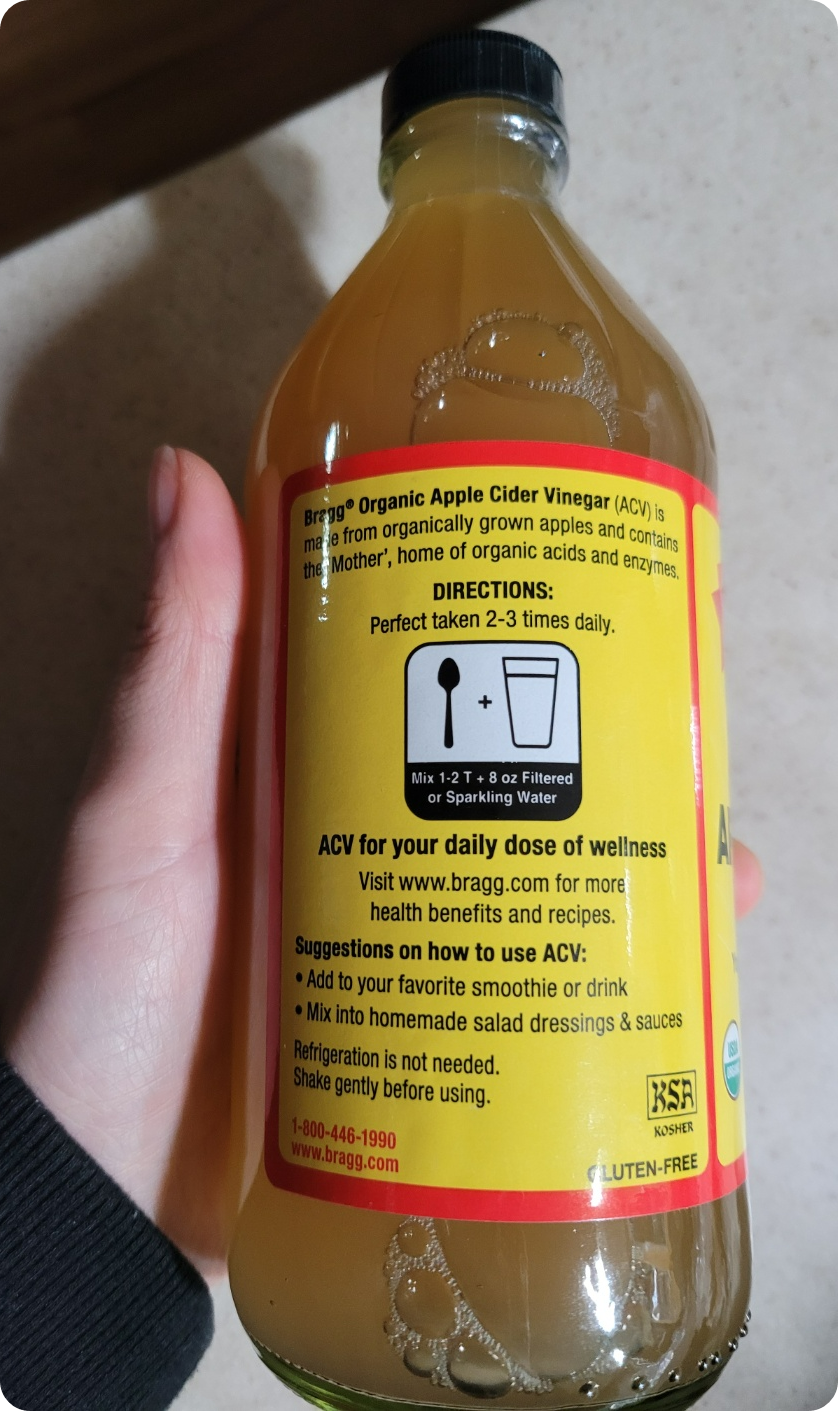 Bragg® Organic Apple Cider Vinegar (ACV) is
made from organically grown apples and contains
the 'Mother', home of organic acids and enzymes.
DIRECTIONS:
Perfect taken 2-3 times daily.
+
Mix 1-2 T + 8 oz Filtered
or Sparkling Water
ACV for your daily dose of wellness
Visit www.bragg.com for more
health benefits and recipes.
Suggestions on how to use ACV:
• Add to your favorite smoothie or drink
• Mix into homemade salad dressings & sauces
Refrigeration is not needed.
Shake gently before using.
1-800-446-1990
www.bragg.com
KSA
KOSHER
GLUTEN-FREE
USDA
ORGANIC